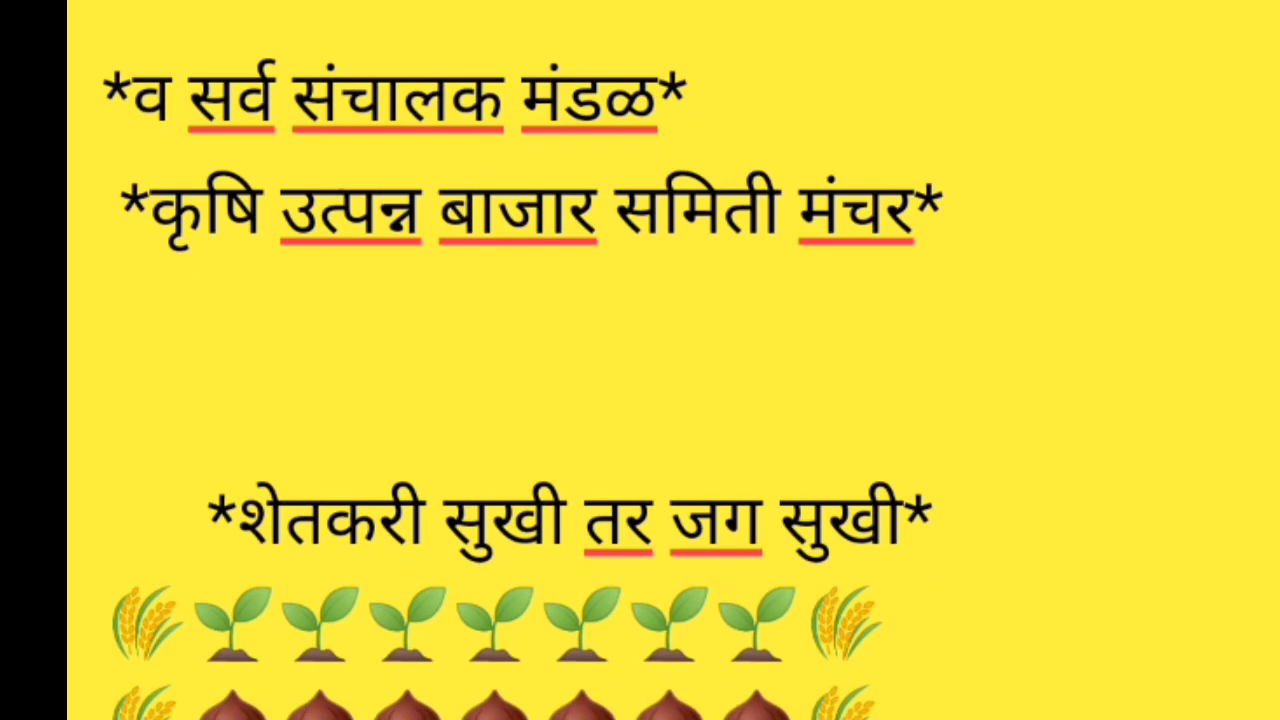 *व सर्व संचालक मंडळ*
*कृषि उत्पन्न बाजार समिती मंचर*
*शेतकरी सुखी तर जग सुखी*